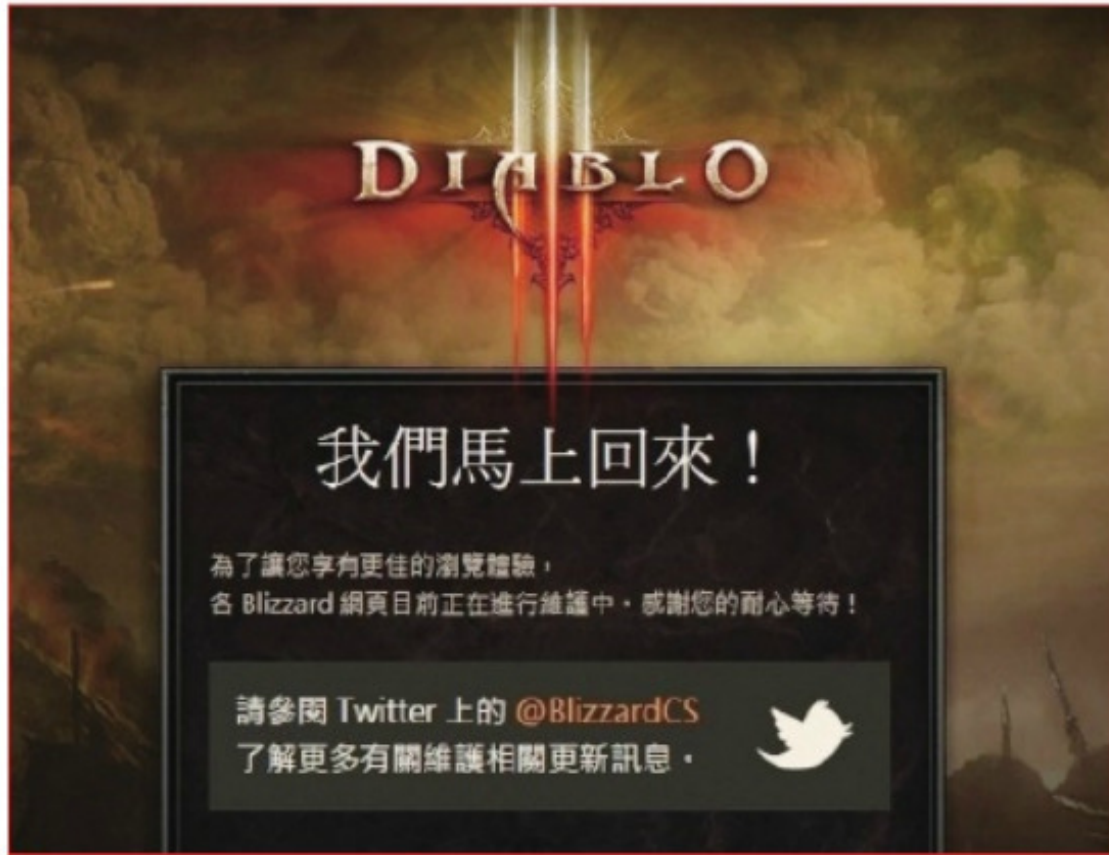 DIABLO
我們馬上回來！
為了讓您享有更佳的瀏覽體驗，
各 Blizzard 網頁目前正在進行維護中。感謝您的耐心等待！
請參閱 Twitter 上的 @BlizzardCS
了解更多有關維護相關更新訊息。